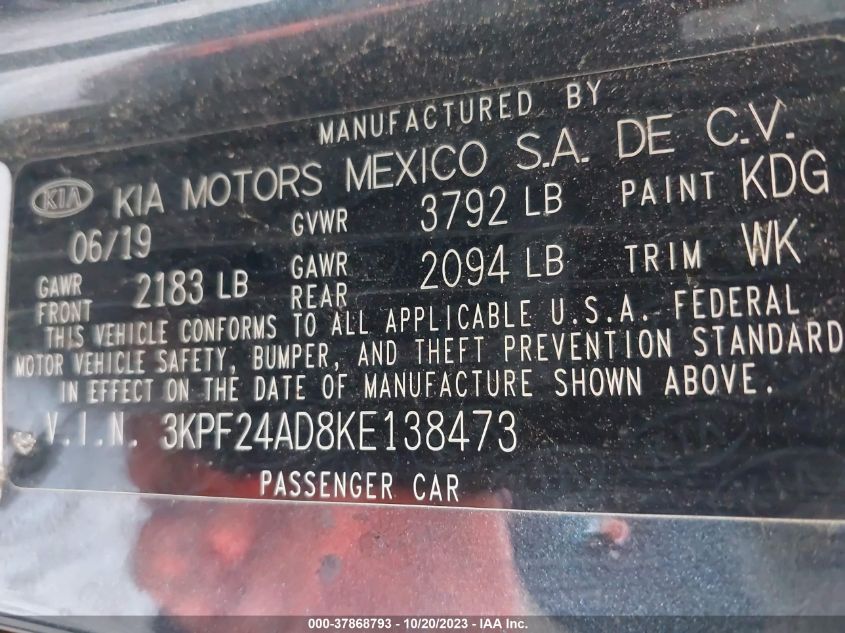 MANUFACTURED BY
KIA KIA MOTORS MEXICO S.A. DE C.V.
06/19 GVWR 3792 LB PAINT KDG
GAWR FRONT 2183 LB GAWR REAR 2094 LB TRIM WK
THIS VEHICLE CONFORMS TO ALL APPLICABLE U.S.A. FEDERAL
MOTOR VEHICLE SAFETY, BUMPER, AND THEFT PREVENTION STANDARD
IN EFFECT ON THE DATE OF MANUFACTURE SHOWN ABOVE.
V.I.N. 3KPF24AD8KE138473
PASSENGER CAR
000-37868793 - 10/20/2023 - IAA Inc.